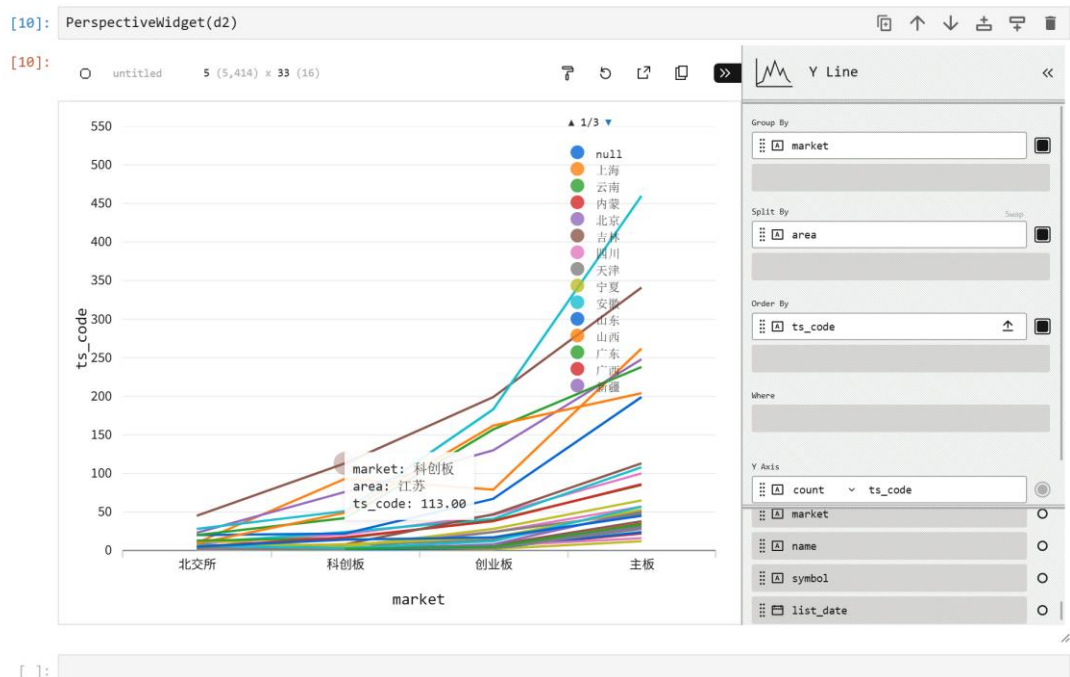 [10]: PerspectiveWidget(d2)
[10]:
untitled 5 (5,414) x 33 (16)
Y Line
Group By
market
Split By
Swap
area
Order By
ts_code
Where
Y Axis
count ts_code
market
name
symbol
list_date
1/3
null
上海
云南
内蒙
北京
吉林
四川
天津
宁夏
安徽
山东
山西
广东
广西
新疆
ts_code
550
500
450
400
350
300
250
200
150
100
50
0
market: 科创板
area: 江苏
ts_code: 113.00
北交所 科创板 创业板 主板
market
[ ]: